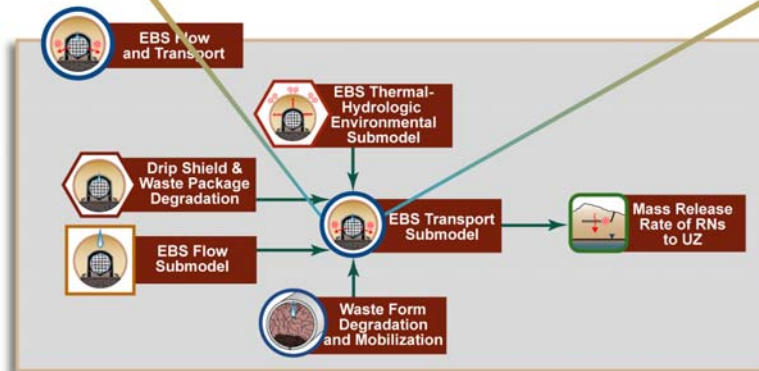 EBS Flow
and Transport
EBS Thermal-
Hydrologic
Environmental
Submodel
Drip Shield &
Waste Package
Degradation
EBS Transport
Submodel
Mass Release
Rate of RNs
to UZ
EBS Flow
Submodel
Waste Form
Degradation
and Mobilization